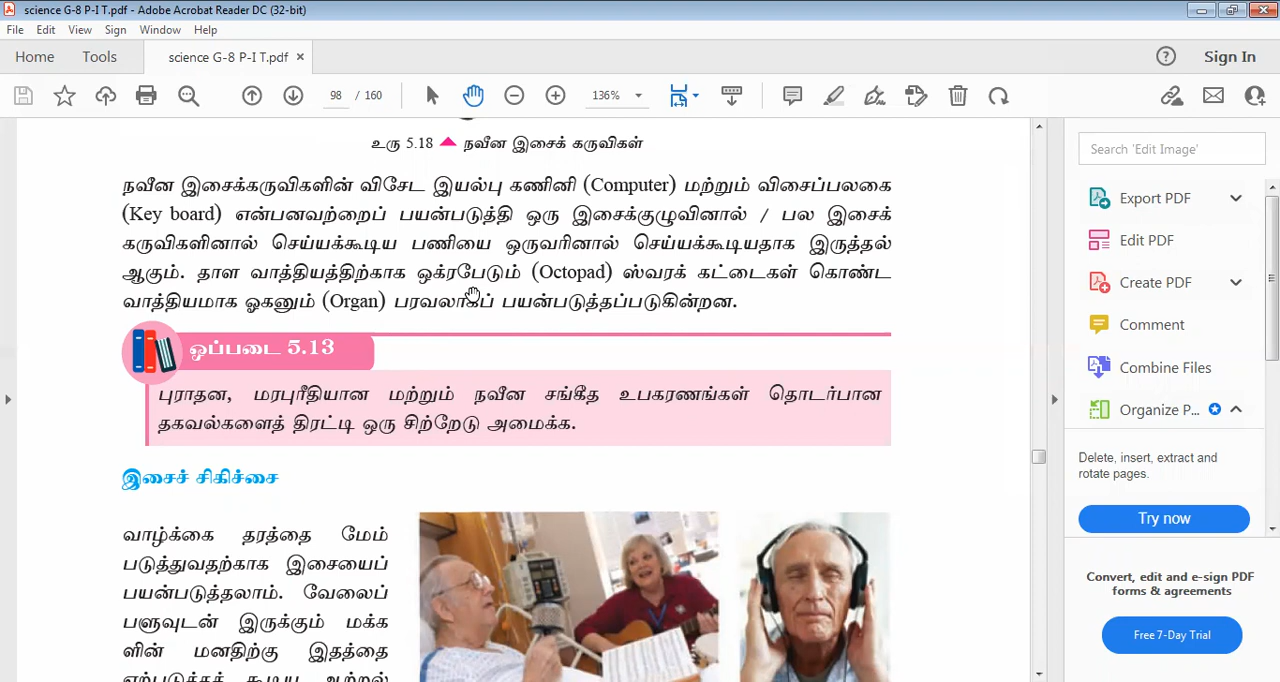 science G-8 P-I T.pdf - Adobe Acrobat Reader DC (32-bit)
File Edit View Sign Window Help
Home Tools science G-8 P-I T.pdf × Sign In
98 / 160 136%
உரு 5.18 நவீன இசைக் கருவிகள்
நவீன இசைக்கருவிகளின் விசேட இயல்பு கணினி (Computer) மற்றும் விசைப்பலகை
(Key board) என்பனவற்றைப் பயன்படுத்தி ஒரு இசைக்குழுவினால் / பல இசைக்
கருவிகளினால் செய்யக்கூடிய பணியை ஒருவரினால் செய்யக்கூடியதாக இருத்தல்
ஆகும். தாள வாத்தியத்திற்காக ஒக்ரபேடும் (Octopad) ஸ்வரக் கட்டைகள் கொண்ட
வாத்தியமாக ஓகனும் (Organ) பரவலாகப் பயன்படுத்தப்படுகின்றன.
ஒப்படை 5.13
புராதன, மரபுரீதியான மற்றும் நவீன சங்கீத உபகரணங்கள் தொடர்பான
தகவல்களைத் திரட்டி ஒரு சிற்றேடு அமைக்க.
இசைச் சிகிச்சை
வாழ்க்கை தரத்தை மேம்
படுத்துவதற்காக இசையைப்
பயன்படுத்தலாம். வேலைப்
பளுவுடன் இருக்கும் மக்க
ளின் மனதிற்கு இதத்தை
ஏற்படுத்தக் கூடிய ஆற்றல்
Search 'Edit Image'
Export PDF
Edit PDF
Create PDF
Comment
Combine Files
Organize P...
Delete, insert, extract and
rotate pages.
Try now
Convert, edit and e-sign PDF
forms & agreements
Free 7-Day Trial